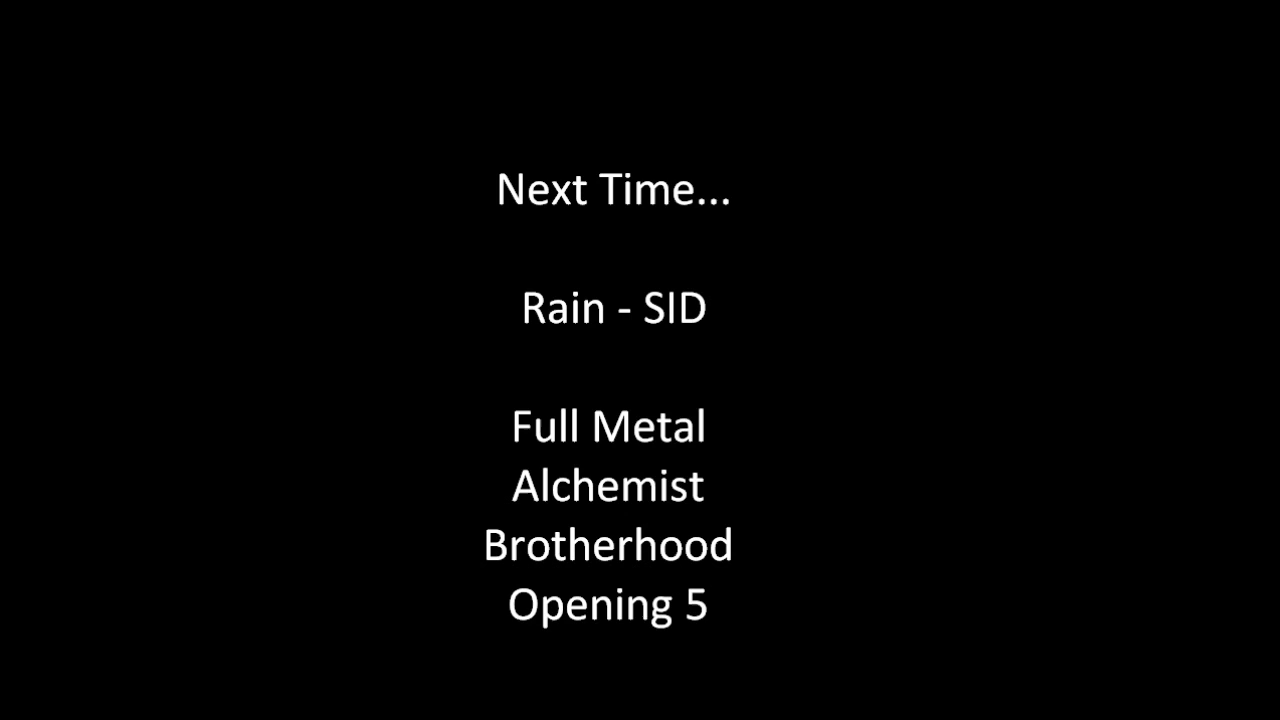 Next Time...
Rain - SID
Full Metal
Alchemist
Brotherhood
Opening 5